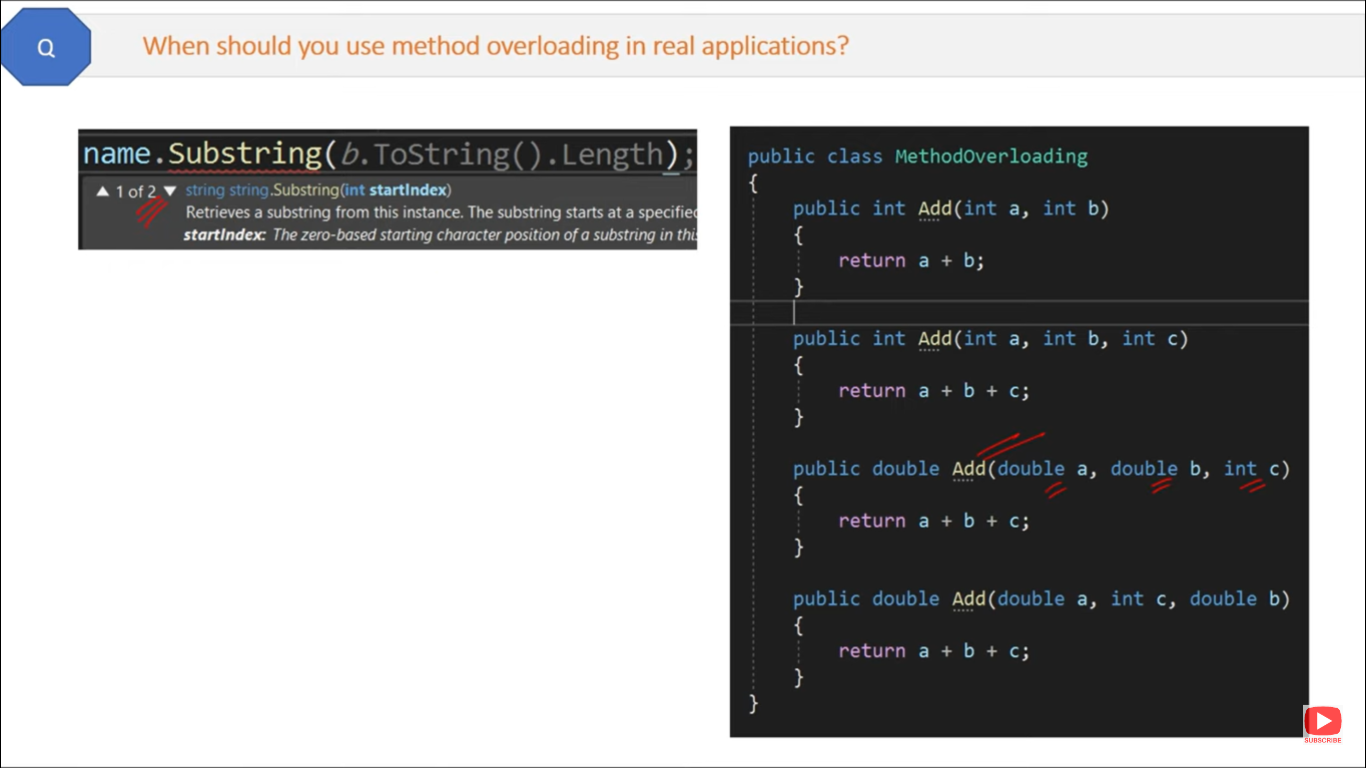 Q
When should you use method overloading in real applications?
name.Substring(b.ToString().Length);
▲ 1 of 2 ▼ string string.Substring(int startIndex)
Retrieves a substring from this instance. The substring starts at a specified
startIndex: The zero-based starting character position of a substring in this
public class MethodOverloading
{
public int Add(int a, int b)
{
return a + b;
}
public int Add(int a, int b, int c)
{
return a + b + c;
}
public double Add(double a, double b, int c)
{
return a + b + c;
}
public double Add(double a, int c, double b)
{
return a + b + c;
}
}
SUBSCRIBE